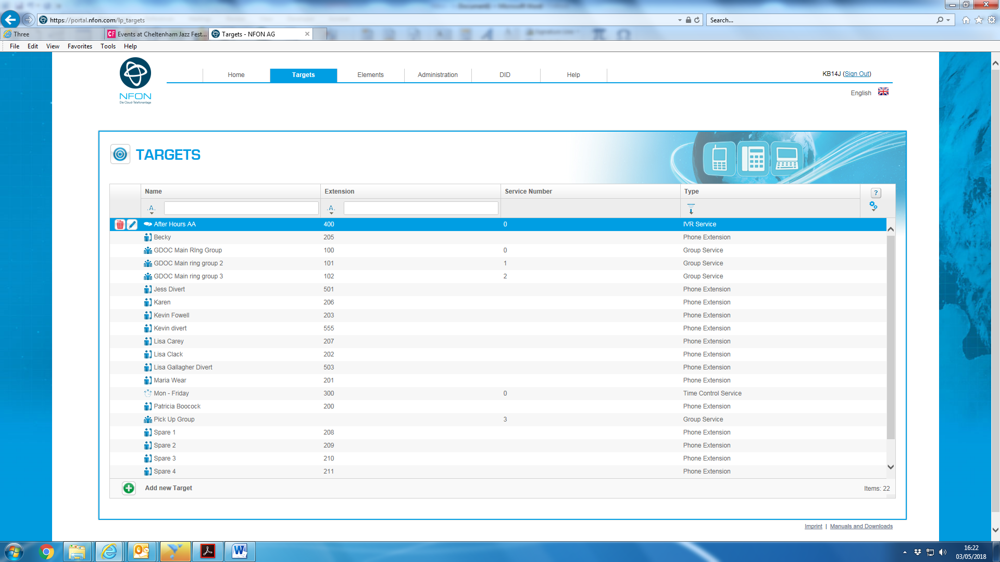 https://portal.nfon.com/lp_targets
Search...
Three
Events at Cheltenham Jazz Fest...
Targets - NFON AG
File Edit View Favorites Tools Help
NFON
Die Cloud-Telefonanlage
Home Targets Elements Administration DID Help
KB14J (Sign Out)
English
TARGETS
Name Extension Service Number Type
.A. .A.
?
After Hours AA 400 0 IVR Service
Becky 205 Phone Extension
GDOC Main RIng Group 100 0 Group Service
GDOC Main ring group 2 101 1 Group Service
GDOC Main ring group 3 102 2 Group Service
Jess Divert 501 Phone Extension
Karen 206 Phone Extension
Kevin Fowell 203 Phone Extension
Kevin divert 555 Phone Extension
Lisa Carey 207 Phone Extension
Lisa Clack 202 Phone Extension
Lisa Gallagher Divert 503 Phone Extension
Maria Wear 201 Phone Extension
Mon - Friday 300 0 Time Control Service
Patricia Boocock 200 Phone Extension
Pick Up Group 3 Group Service
Spare 1 208 Phone Extension
Spare 2 209 Phone Extension
Spare 3 210 Phone Extension
Spare 4 211 Phone Extension
Add new Target
Items: 22
Imprint | Manuals and Downloads
16:22
03/05/2018